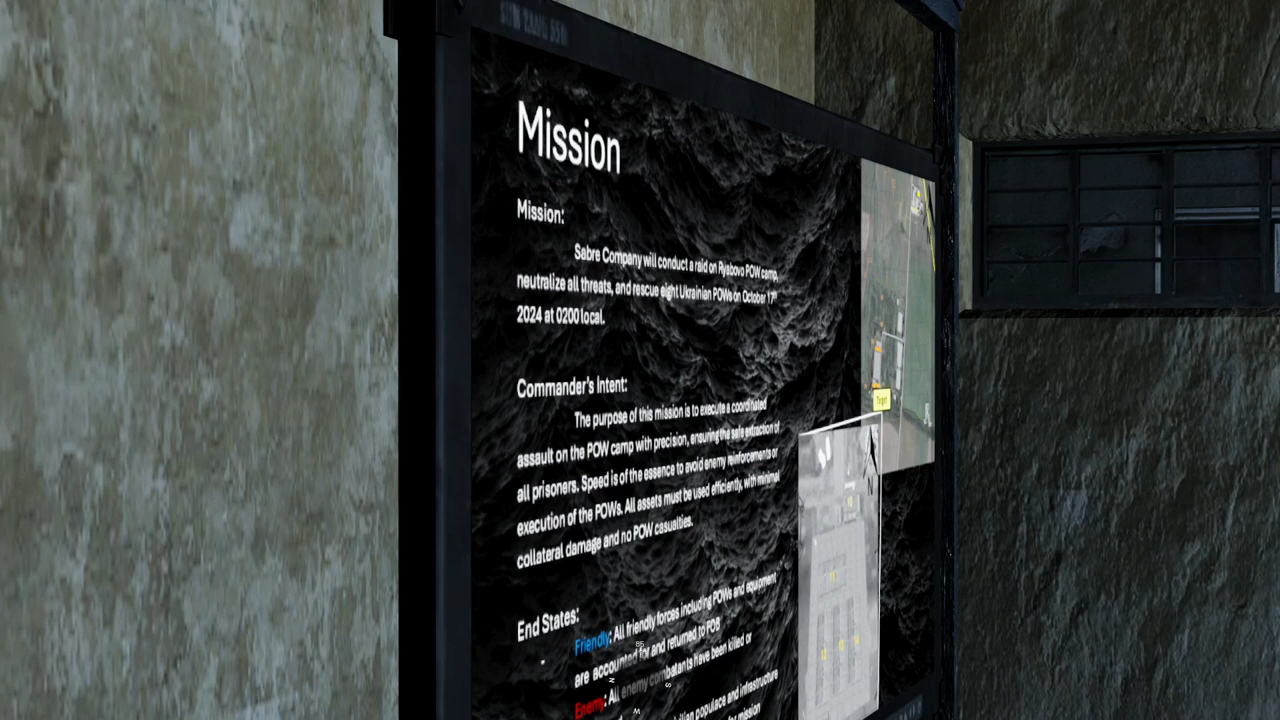 Mission
Mission:
Sabre Company will conduct a raid on Ryabovo POW camp,
neutralize all threats, and rescue eight Ukrainian POWs on October 17th
2024 at 0200 local.
Commander's Intent:
The purpose of this mission is to execute a coordinated
assault on the POW camp with precision, ensuring the safe extraction of
all prisoners. Speed is of the essence to avoid enemy reinforcements or
execution of the POWs. All assets must be used efficiently, with minimal
collateral damage and no POW casualties.
End States:
Friendly: All friendly forces including POWs and equipment
are accounted for and returned to FOB
Enemy: All enemy combatants have been killed or
populace and infrastructure
mission
Target
N
85
N
S
W